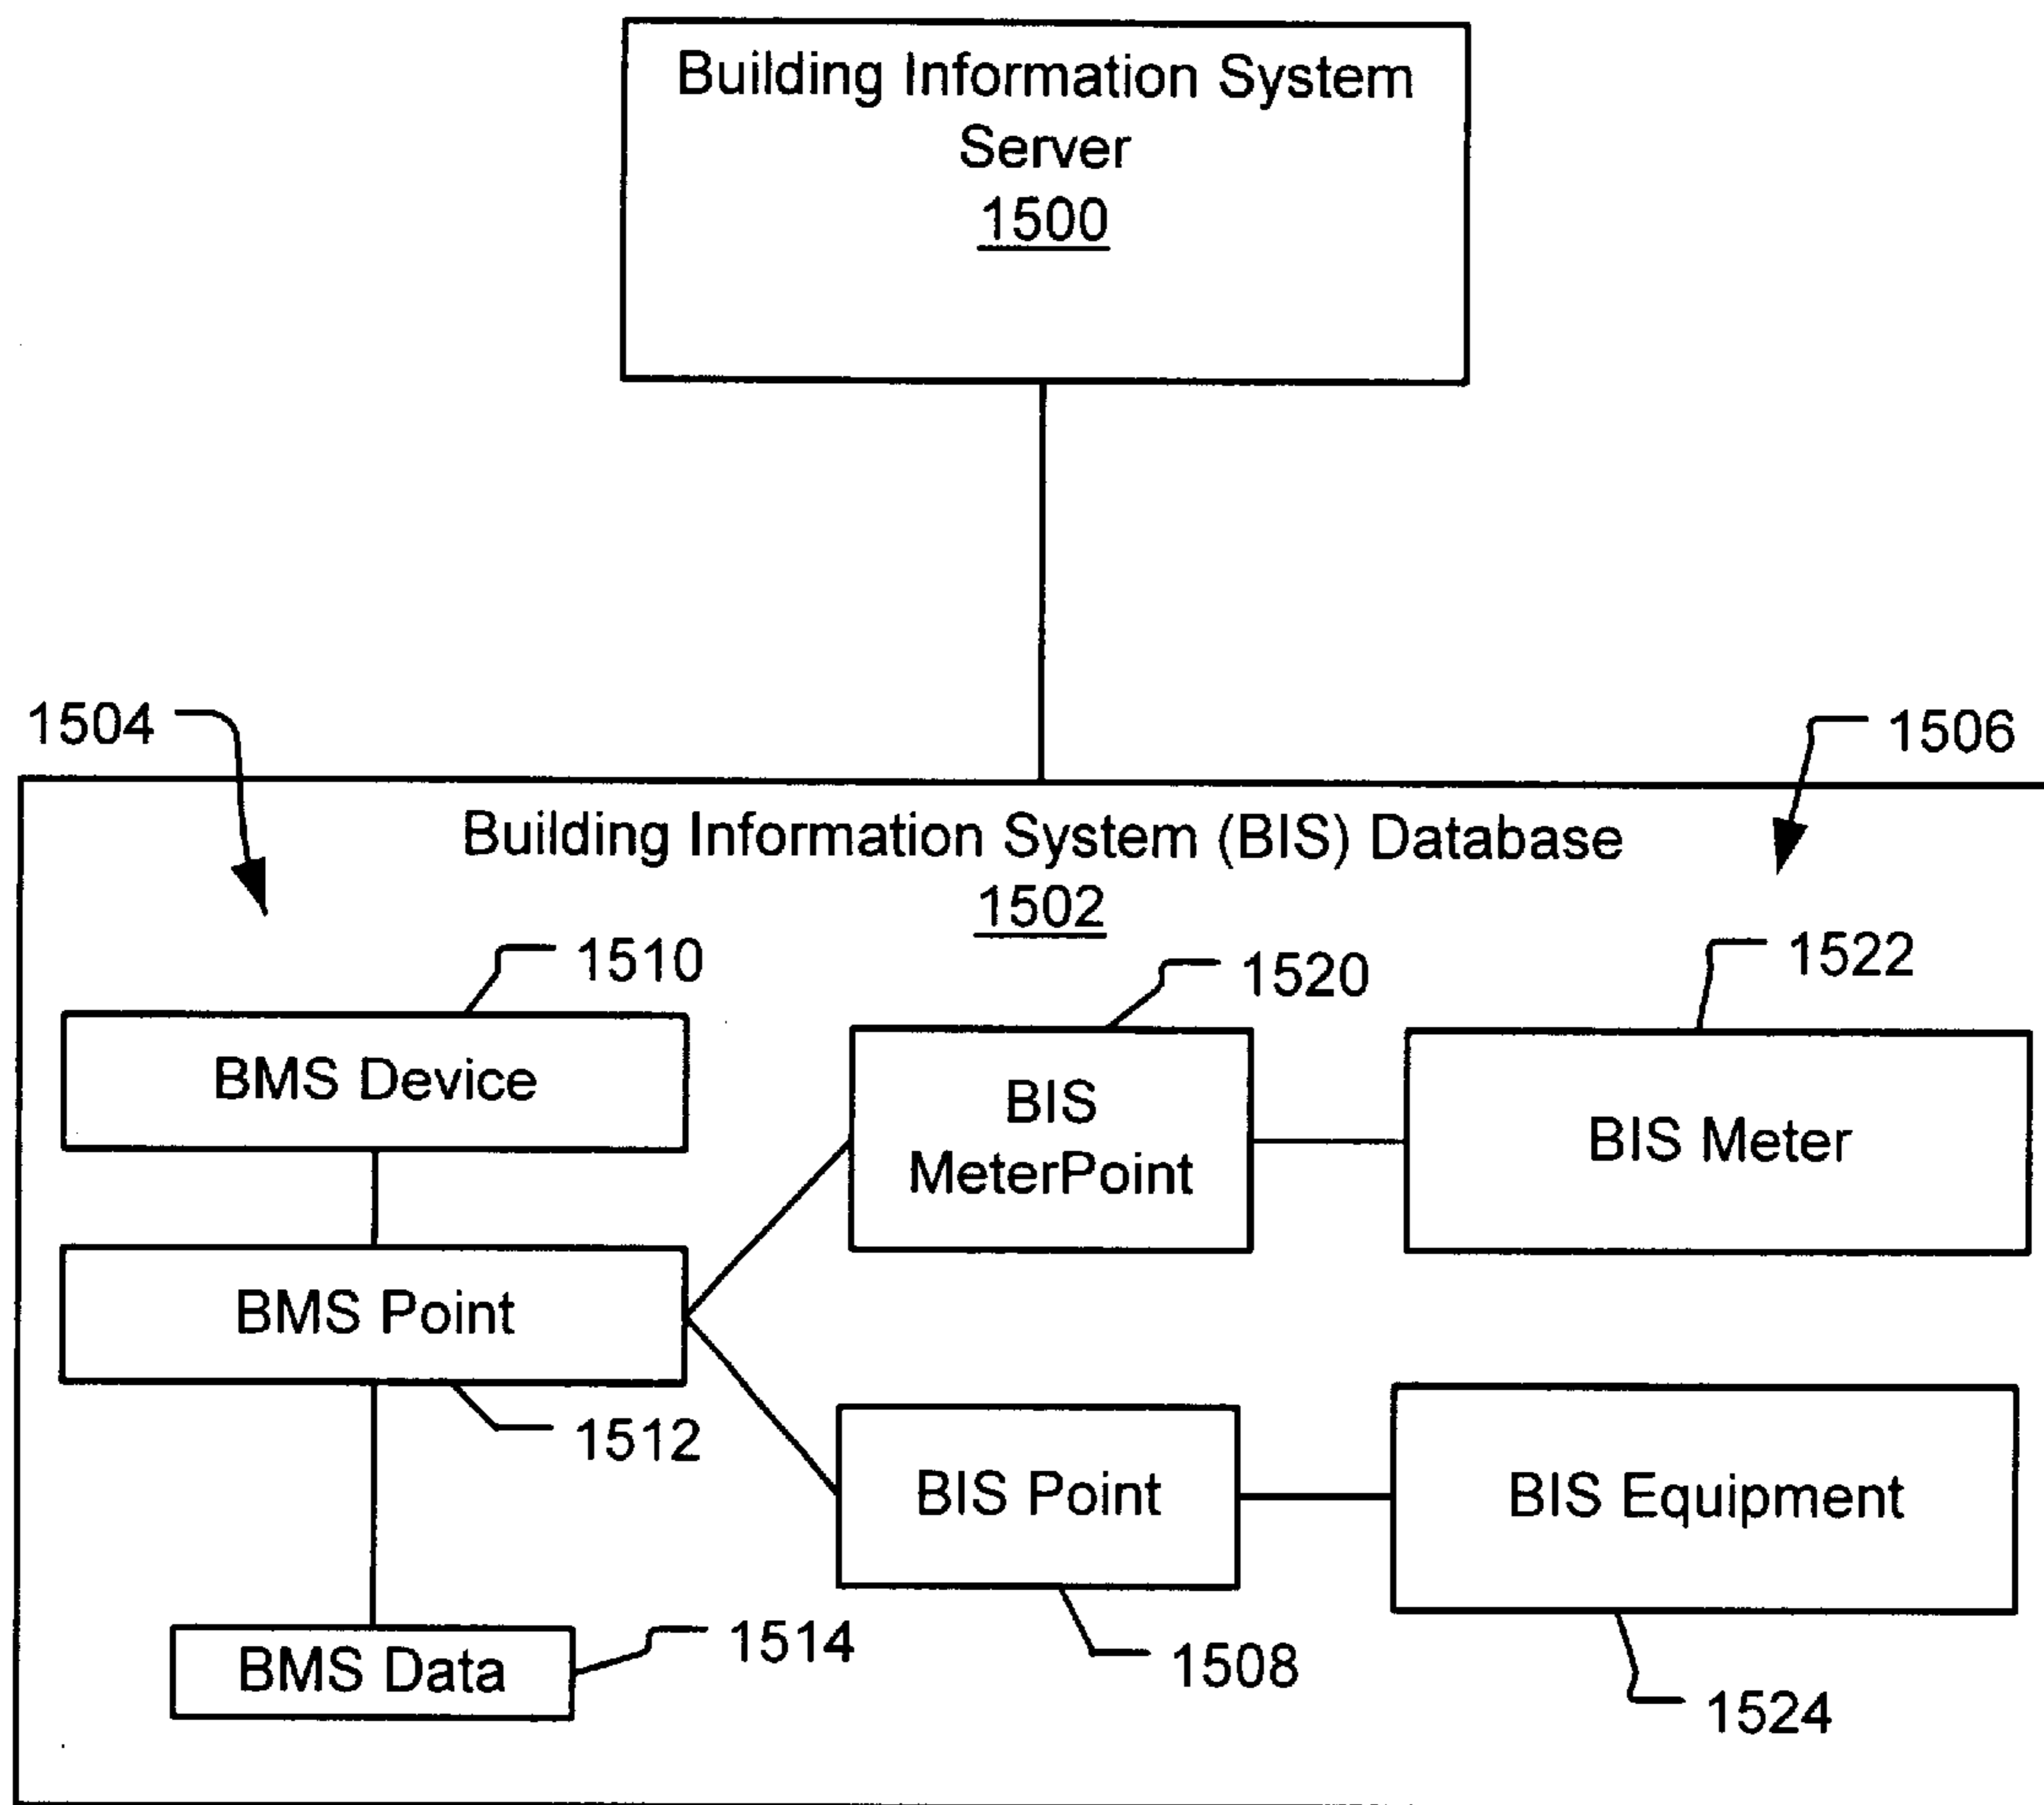 Building Information System
Server
1500
1504
1506
Building Information System (BIS) Database
1502
1510
1520
1522
BMS Device
BIS
MeterPoint
BIS Meter
BMS Point
1512
BIS Point
BIS Equipment
BMS Data
1514
1508
1524